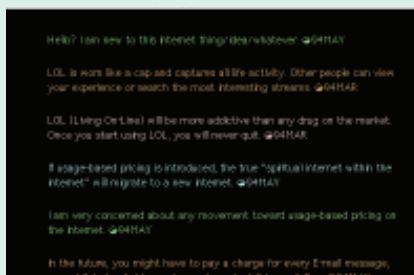 Hello? I am new to this internet thing/idea/whatever. 94MAY
LOL is worn like a cap and captures all life activity. Other people can view
your experience or search the most interesting streams. 94MAR
LOL (Living On-Line) will be more addictive than any drug on the market.
Once you start using LOL, you will never quit. 94MAR
If usage-based pricing is introduced, the true "spiritual internet within the
internet" will migrate to a new internet. 94MAY
I am very concerned about any movement toward usage-based pricing on
the internet. 94MAY
In the future, you might have to pay a charge for every E-mail message,